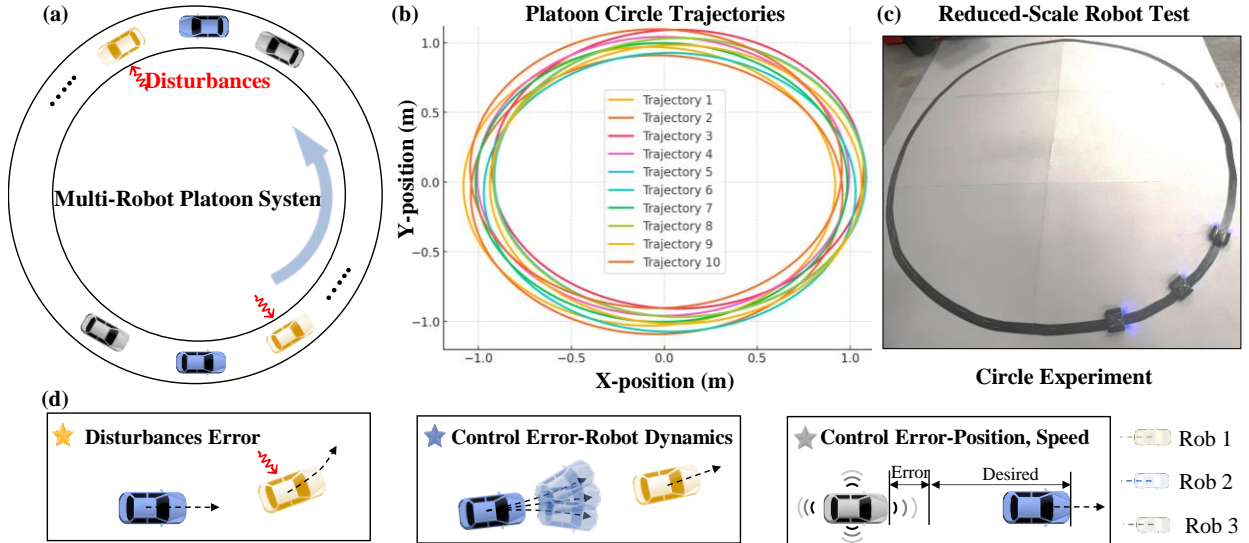 (a)
Disturbances
Multi-Robot Platoon System
(b)
Platoon Circle Trajectories
1.0
0.5
0.0
−0.5
−1.0
Y-position (m)
Trajectory 1
Trajectory 2
Trajectory 3
Trajectory 4
Trajectory 5
Trajectory 6
Trajectory 7
Trajectory 8
Trajectory 9
Trajectory 10
−1.0 −0.5 0.0 0.5 1.0
X-position (m)
(c)
Reduced-Scale Robot Test
Circle Experiment
(d)
Disturbances Error
Control Error-Robot Dynamics
Control Error-Position, Speed
Error
Desired
Rob 1
Rob 2
Rob 3